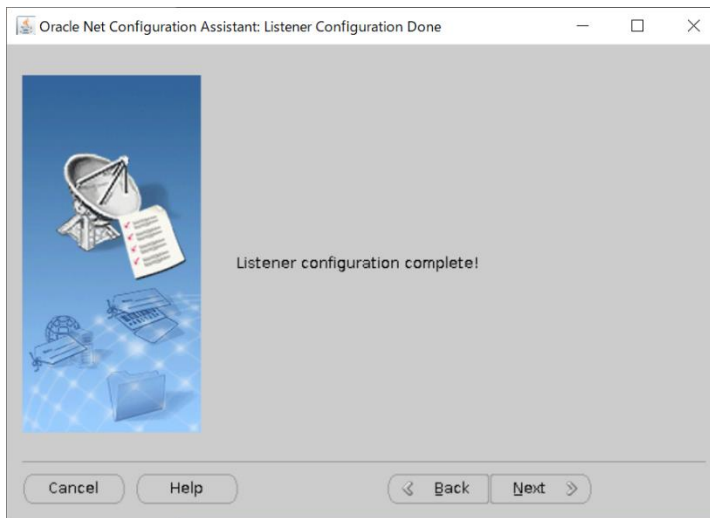 Oracle Net Configuration Assistant: Listener Configuration Done
Listener configuration complete!
Cancel
Help
Back
Next